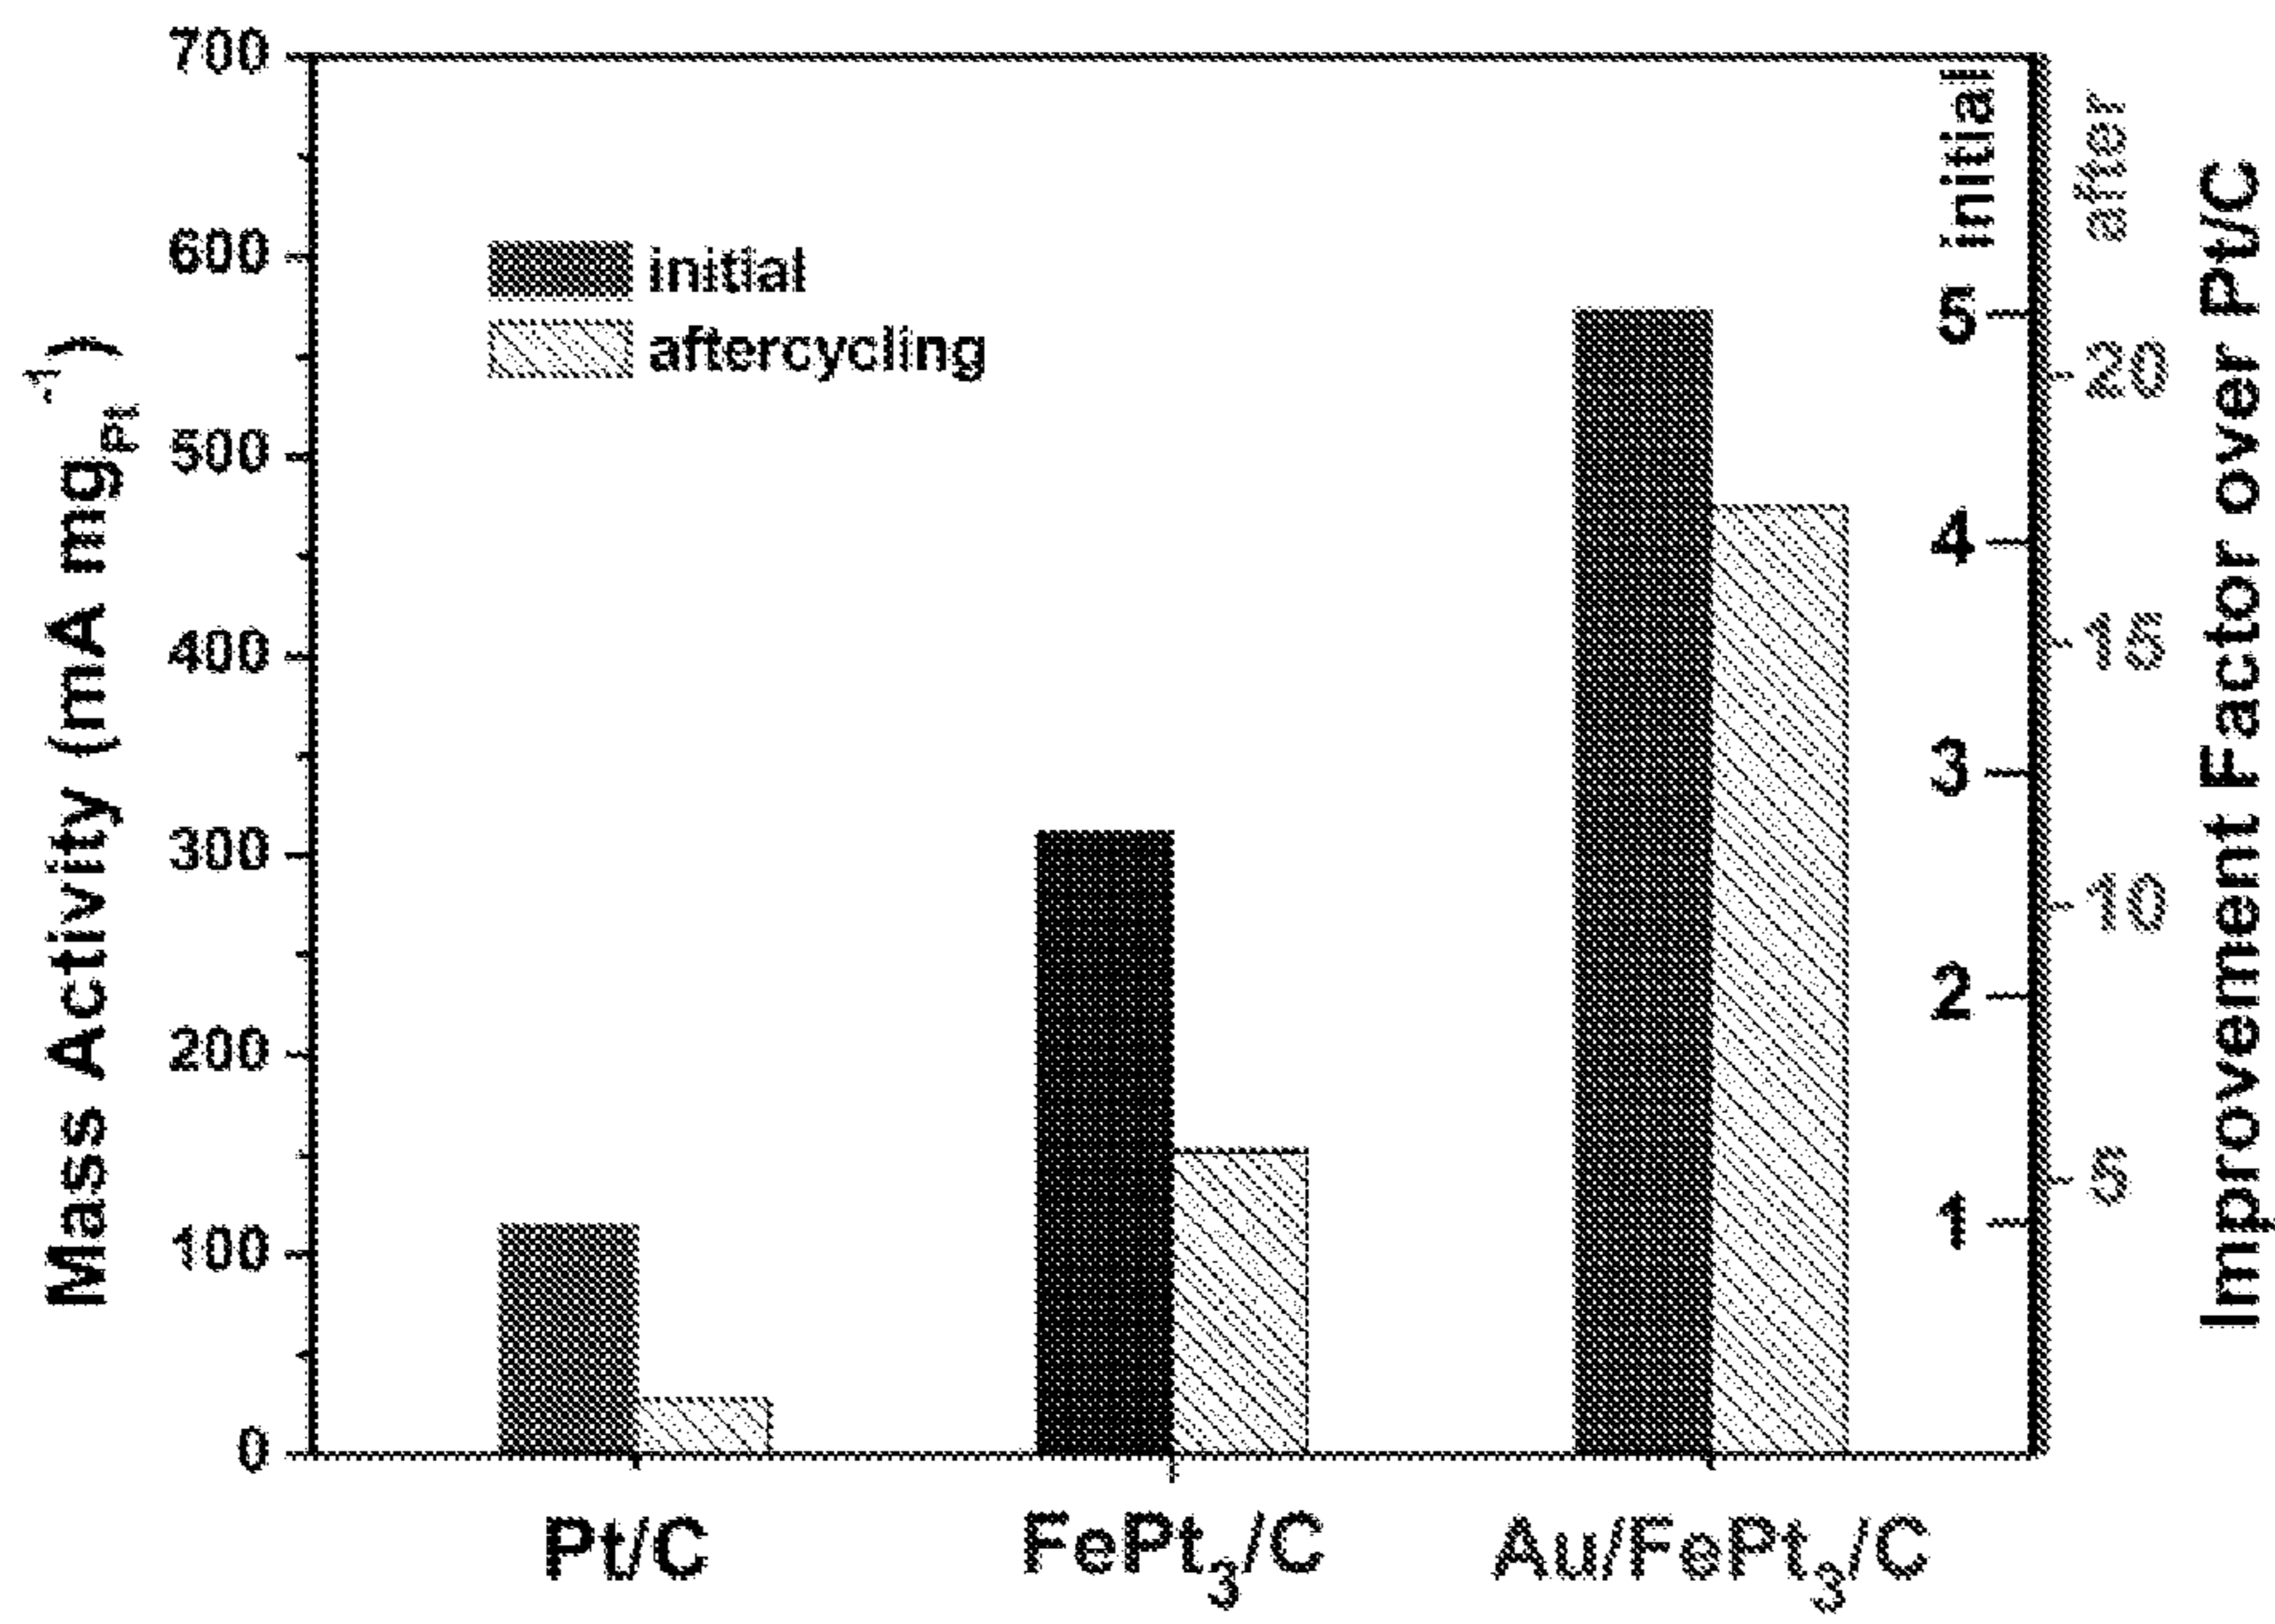 Mass Activity (mA mgPt-1)
700
600
500
400
300
200
100
0
initial
aftercycling
initial
5
4
3
2
1
after
20
15
10
5
Improvement Factor over Pt/C
Pt/C
FePt3/C
Au/FePt3/C